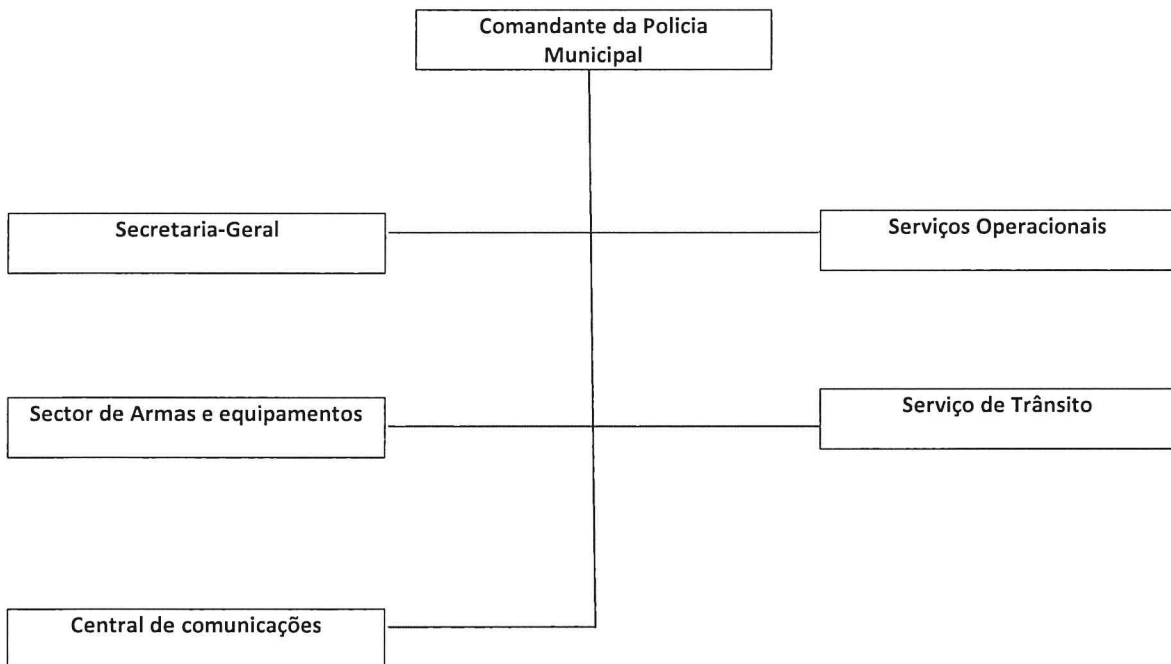 Comandante da Policia
Municipal
Secretaria-Geral
Serviços Operacionais
Sector de Armas e equipamentos
Serviço de Trânsito
Central de comunicações